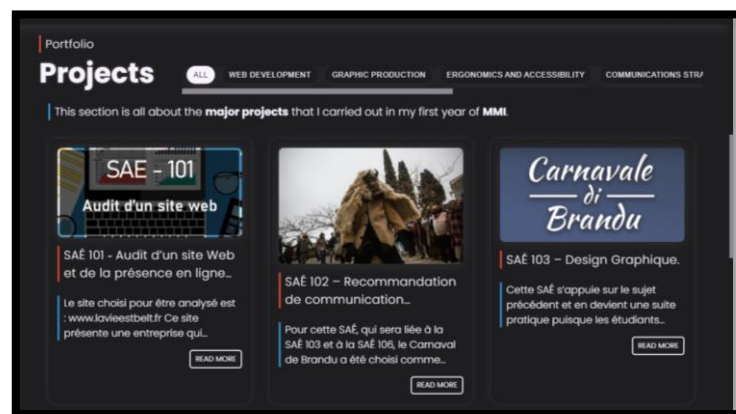 Portfolio
Projects
ALL
WEB DEVELOPMENT
GRAPHIC PRODUCTION
ERGONOMICS AND ACCESSIBILITY
COMMUNICATIONS STRA
This section is all about the major projects that I carried out in my first year of MMI.
SAE - 101
Audit d'un site web
SAÉ 101 - Audit d'un site Web
et de la présence en ligne...
Le site choisi pour être analysé est
: www.lavieestbelt.fr Ce site
présente une entreprise qui...
READ MORE
SAÉ 102 – Recommandation
de communication...
Pour cette SAÉ, qui sera liée à la
SAÉ 103 et à la SAÉ 106, le Carnaval
de Brandu a été choisi comme...
READ MORE
Carnavale
di
Brandu
SAÉ 103 – Design Graphique.
Cette SAÉ s'appuie sur le sujet
précédent et en devient une suite
pratique puisque les étudiants...
READ MORE